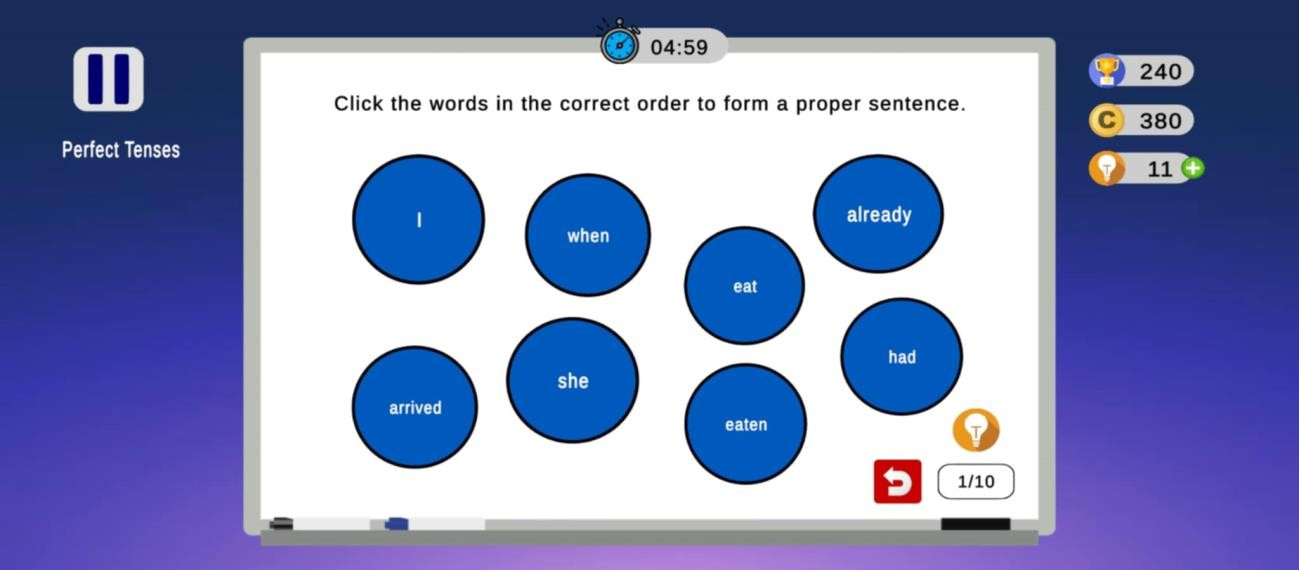 04:59
Perfect Tenses
240
C 380
T 11
Click the words in the correct order to form a proper sentence.
I
when
already
eat
arrived
she
eaten
had
T
1/10